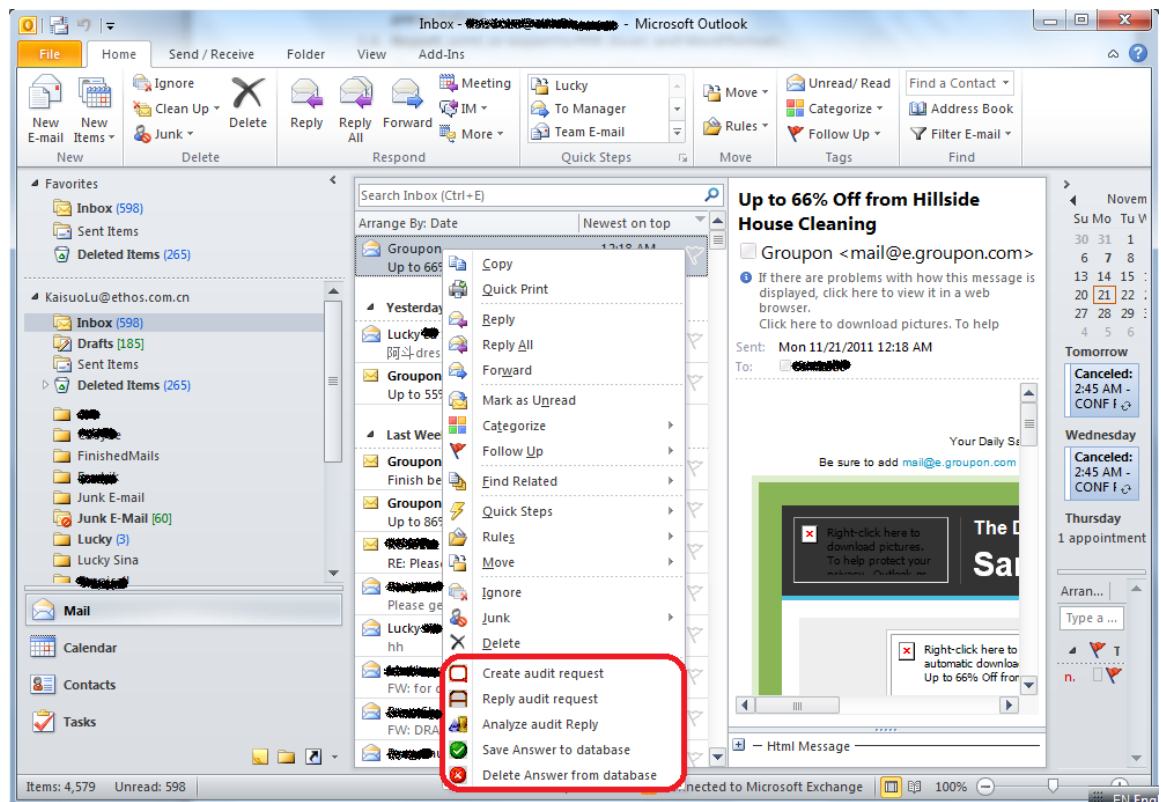 Inbox - - Microsoft Outlook
File Home Send / Receive Folder View Add-Ins
New E-mail
New Items
Ignore
Clean Up
Junk
Delete
Reply
Reply All
Forward
Meeting
IM
More
Lucky
To Manager
Team E-mail
Move
Rules
Unread/ Read
Categorize
Follow Up
Find a Contact
Address Book
Filter E-mail
New Delete Respond Quick Steps Move Tags Find
Favorites
Inbox (598)
Sent Items
Deleted Items (265)
KaisuoLu@ethos.com.cn
Inbox (598)
Drafts [185]
Sent Items
Deleted Items (265)
FinishedMails
Junk E-mail
Junk E-Mail [60]
Lucky (3)
Lucky Sina
Mail
Calendar
Contacts
Tasks
Search Inbox (Ctrl+E)
Arrange By: Date Newest on top
Groupon 12:18 AM
Up to 66%
Yesterday
Lucky
阿斗 dres
Groupon
Up to 55%
Last Wee
Groupon
Finish be
Groupon
Up to 86%
RE: Pleas
Please ge
Lucky
hh
FW: for
FW: DRA
Copy
Quick Print
Reply
Reply All
Forward
Mark as Unread
Categorize
Follow Up
Find Related
Quick Steps
Rules
Move
Ignore
Junk
Delete
Create audit request
Reply audit request
Analyze audit Reply
Save Answer to database
Delete Answer from database
Up to 66% Off from Hillside
House Cleaning
Groupon <mail@e.groupon.com>
If there are problems with how this message is
displayed, click here to view it in a web
browser.
Click here to download pictures. To help
Sent: Mon 11/21/2011 12:18 AM
To:
Your Daily Sa
Be sure to add mail@e.groupon.com
Right-click here to
download pictures.
To help protect your
privacy, Outlook
The D
Sai
Right-click here to
automatic downloa
Up to 66% Off fror
Html Message
Novem
Su Mo Tu W
30 31 1
6 7 8
13 14 15
20 21 22
27 28 29
4 5 6
Tomorrow
Canceled:
2:45 AM -
CONF
Wednesday
Canceled:
2:45 AM -
CONF
Thursday
1 appointment
Arran...
Type a ...
T
n.
Items: 4,579 Unread: 598 nnected to Microsoft Exchange 100%
EN Engl